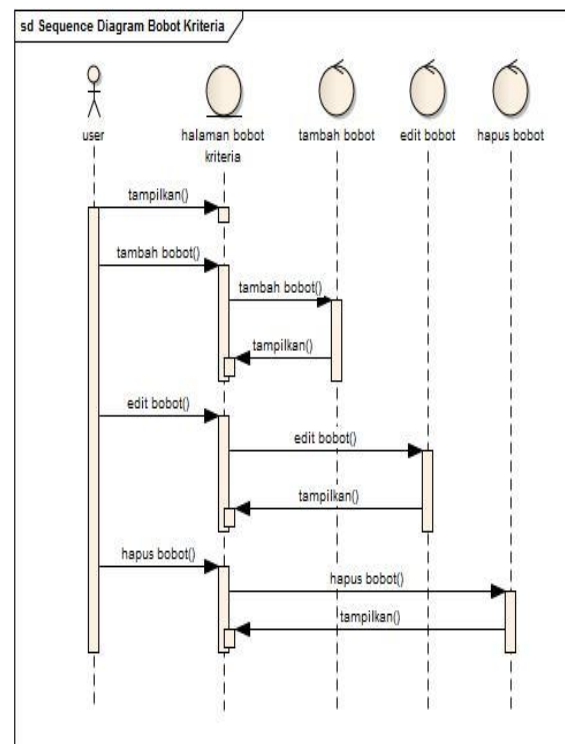 sd Sequence Diagram Bobot Kriteria
user
halaman bobot
kriteria
tambah bobot
edit bobot
hapus bobot
tampilkan()
tambah bobot()
tambah bobot()
tampilkan()
edit bobot()
edit bobot()
tampilkan()
hapus bobot()
hapus bobot()
tampilkan()